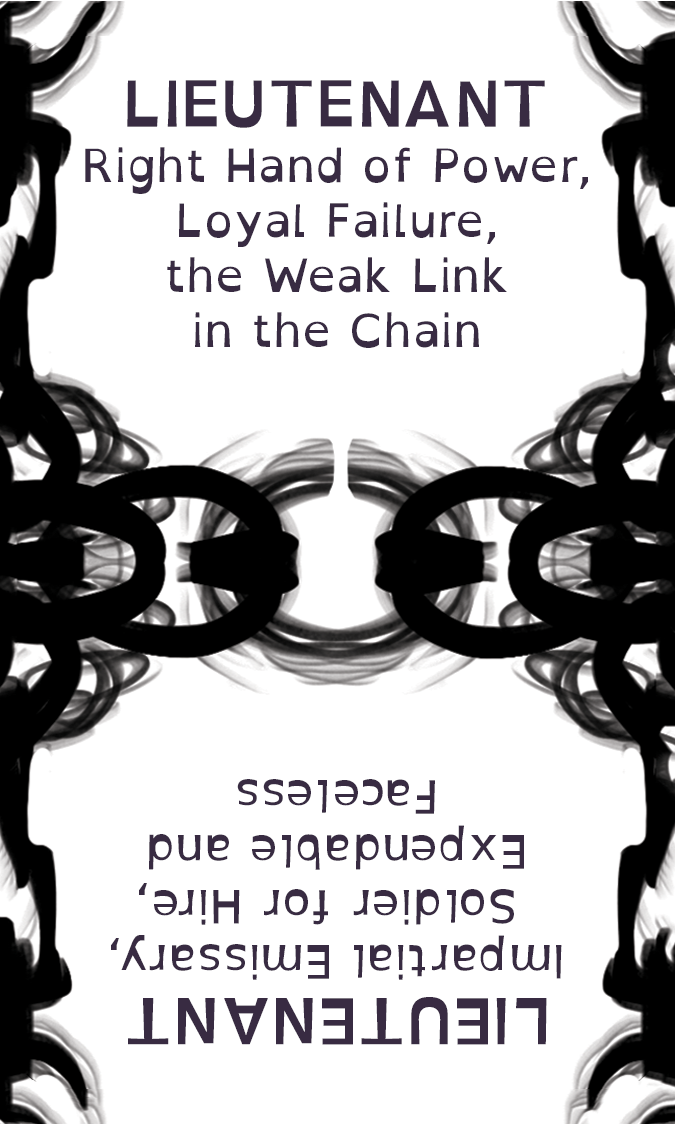 LIEUTENANT
Right Hand of Power,
Loyal Failure,
the Weak Link
in the Chain
LIEUTENANT
Impartial Emissary,
Soldier for Hire,
Expendable and
Faceless